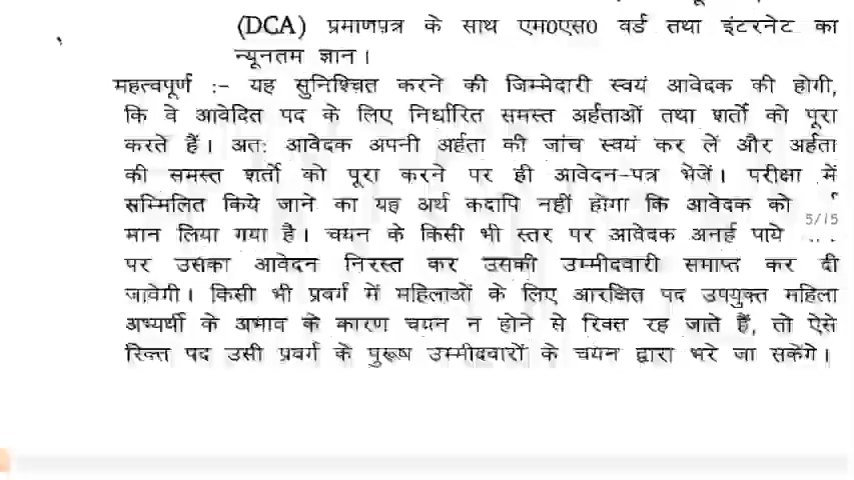 (DCA) प्रमाणपत्र के साथ एम0एस0 वर्ड तथा इंटरनेट का
न्यूनतम ज्ञान।
महत्वपूर्ण :- यह सुनिश्चित करने की जिम्मेदारी स्वयं आवेदक की होगी,
कि वे आवेदित पद के लिए निर्धारित समस्त अर्हताओं तथा शर्तो को पूरा
करते हैं। अतः आवेदक अपनी अर्हता की जांच स्वयं कर लें और अर्हता
की समस्त शर्तो को पूरा करने पर ही आवेदन-पत्र भेजें। परीक्षा में
सम्मिलित किये जाने का यह अर्थ कदापि नहीं होगा कि आवेदक को
5/15
मान लिया गया है। चयन के किसी भी स्तर पर आवेदक अनर्ह पाये
पर उसका आवेदन निरस्त कर उसकी उम्मीदवारी समाप्त कर दी
जावेगी। किसी भी प्रवर्ग में महिलाओं के लिए आरक्षित पद उपयुक्त महिला
अभ्यर्थी के अभाव के कारण चयन न होने से रिक्त रह जाते हैं, तो ऐसे
रिक्त पद उसी प्रवर्ग के पुरूष उम्मीदवारों के चयन द्वारा भरे जा सकेंगे।